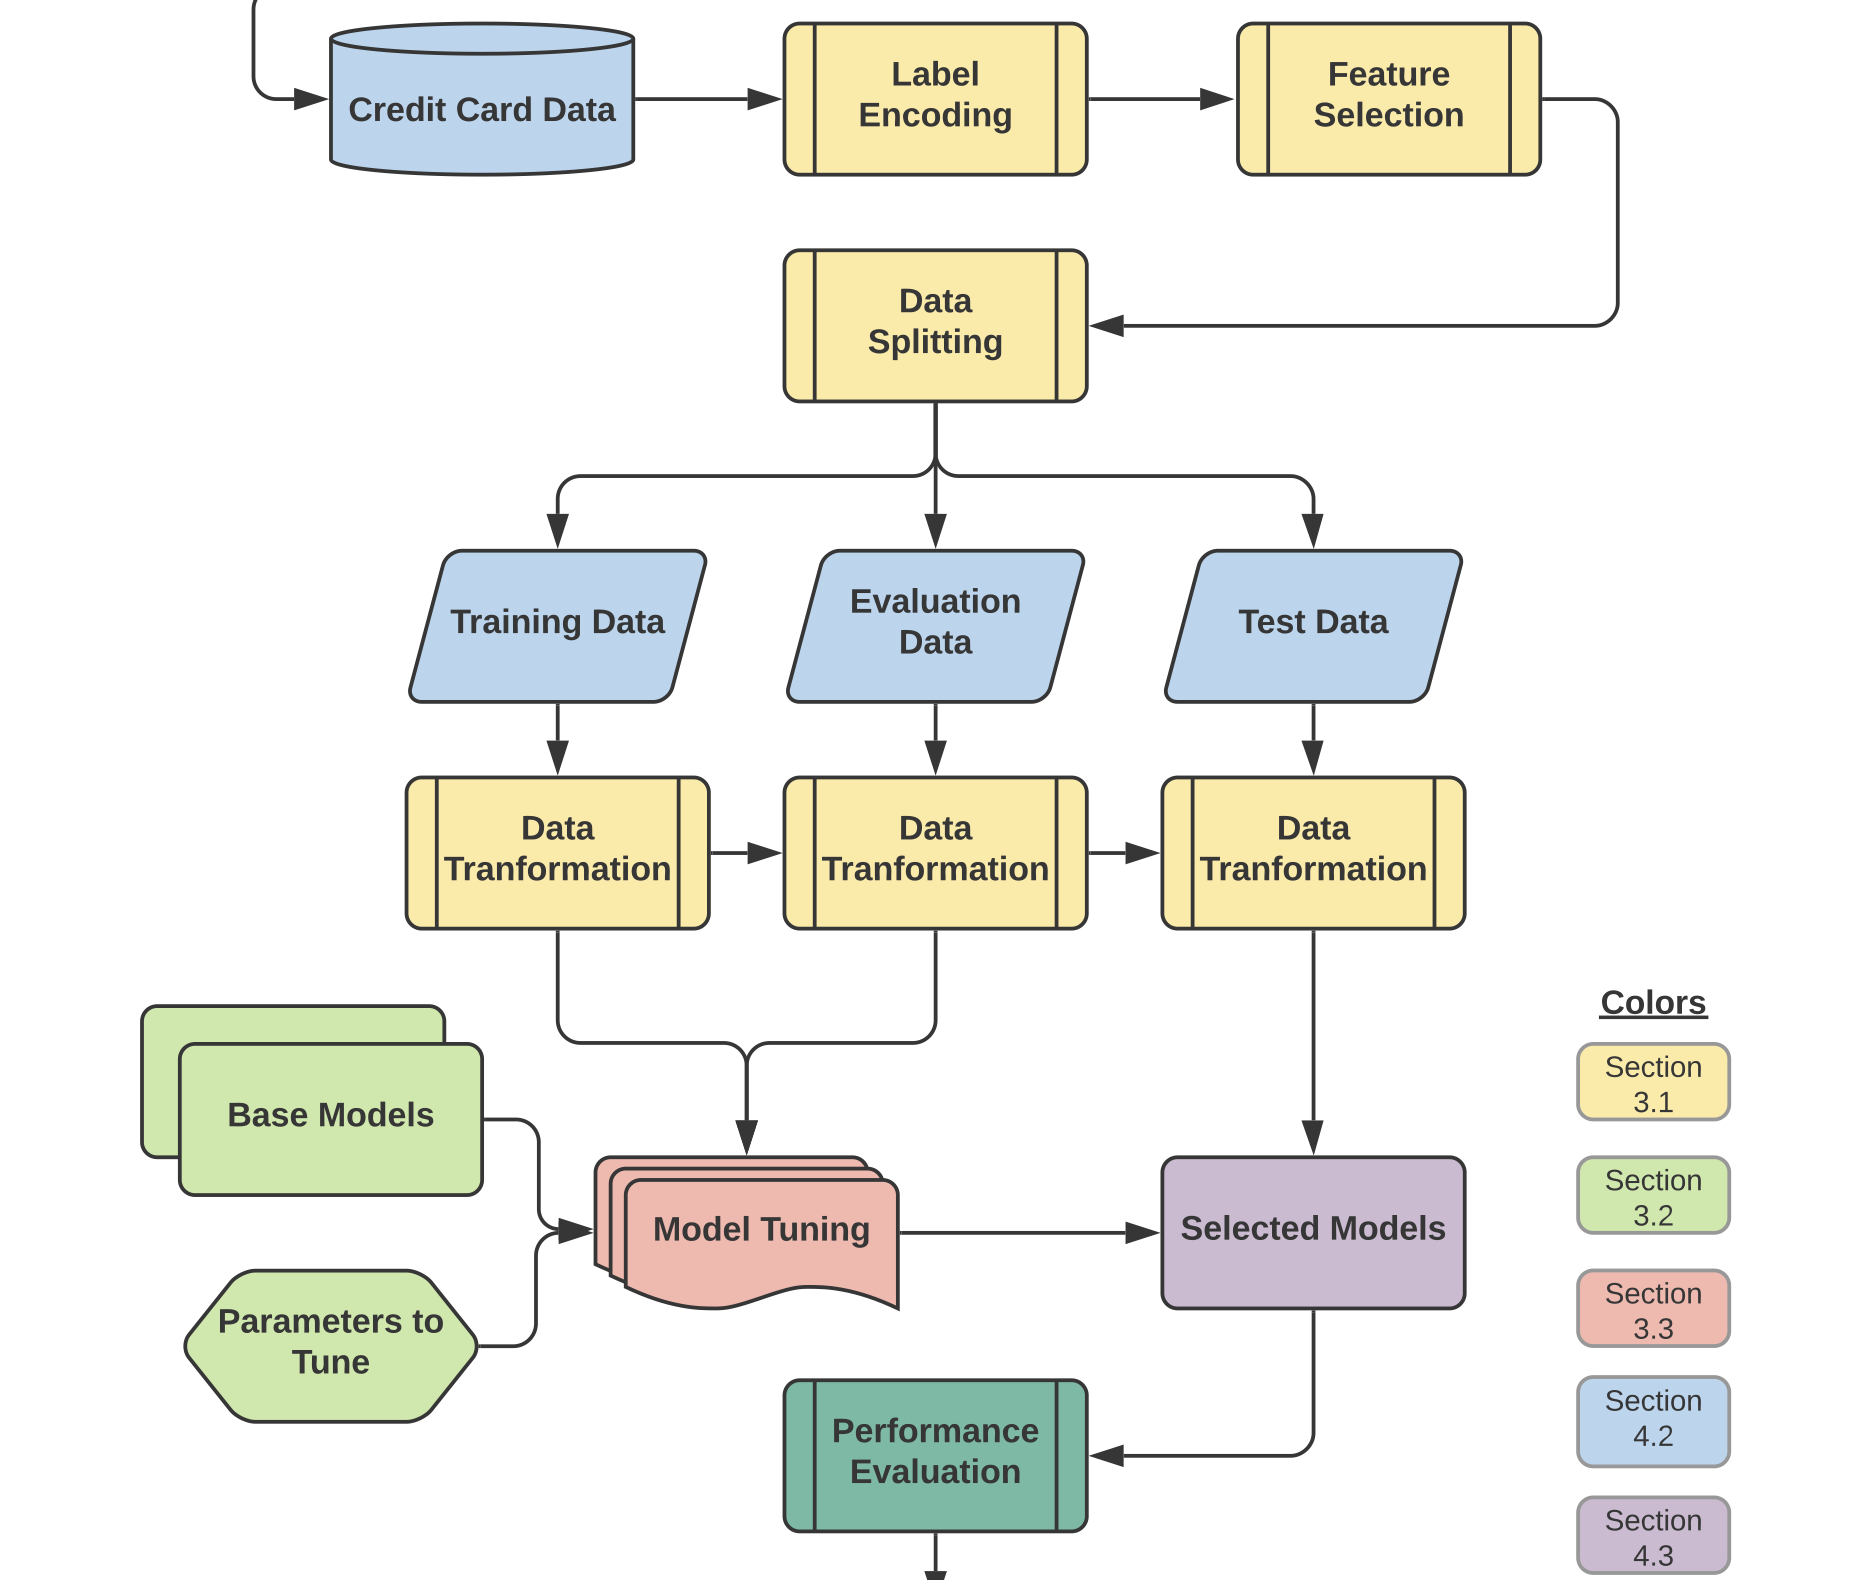 Credit Card Data
Label
Encoding
Feature
Selection
Data
Splitting
Training Data
Evaluation
Data
Test Data
Data
Tranformation
Data
Tranformation
Data
Tranformation
Base Models
Parameters to
Tune
Model Tuning
Selected Models
Performance
Evaluation
Colors
Section
3.1
Section
3.2
Section
3.3
Section
4.2
Section
4.3